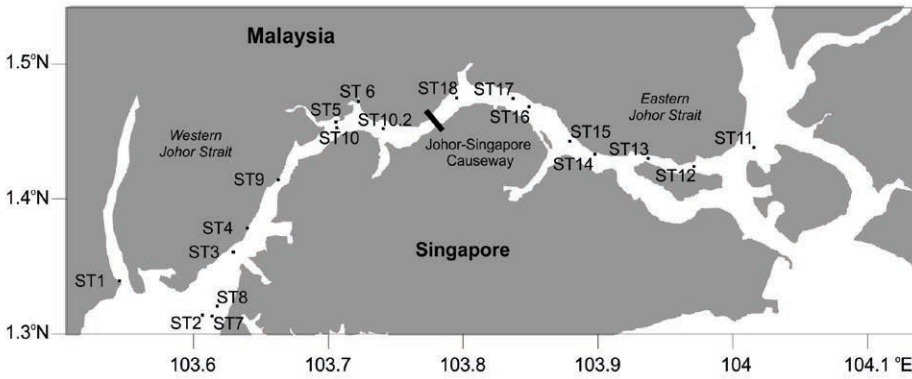 Malaysia
1.5°N
ST 6
ST18
ST17
ST5
ST10.2
ST16
Eastern
Johor Strait
Western
Johor Strait
ST10
Johor-Singapore
Causeway
ST15
ST13
ST11
ST14
ST12
ST9
1.4°N
ST4
Singapore
ST3
ST1
ST8
ST2
ST7
1.3°N
103.6
103.7
103.8
103.9
104
104.1
°E